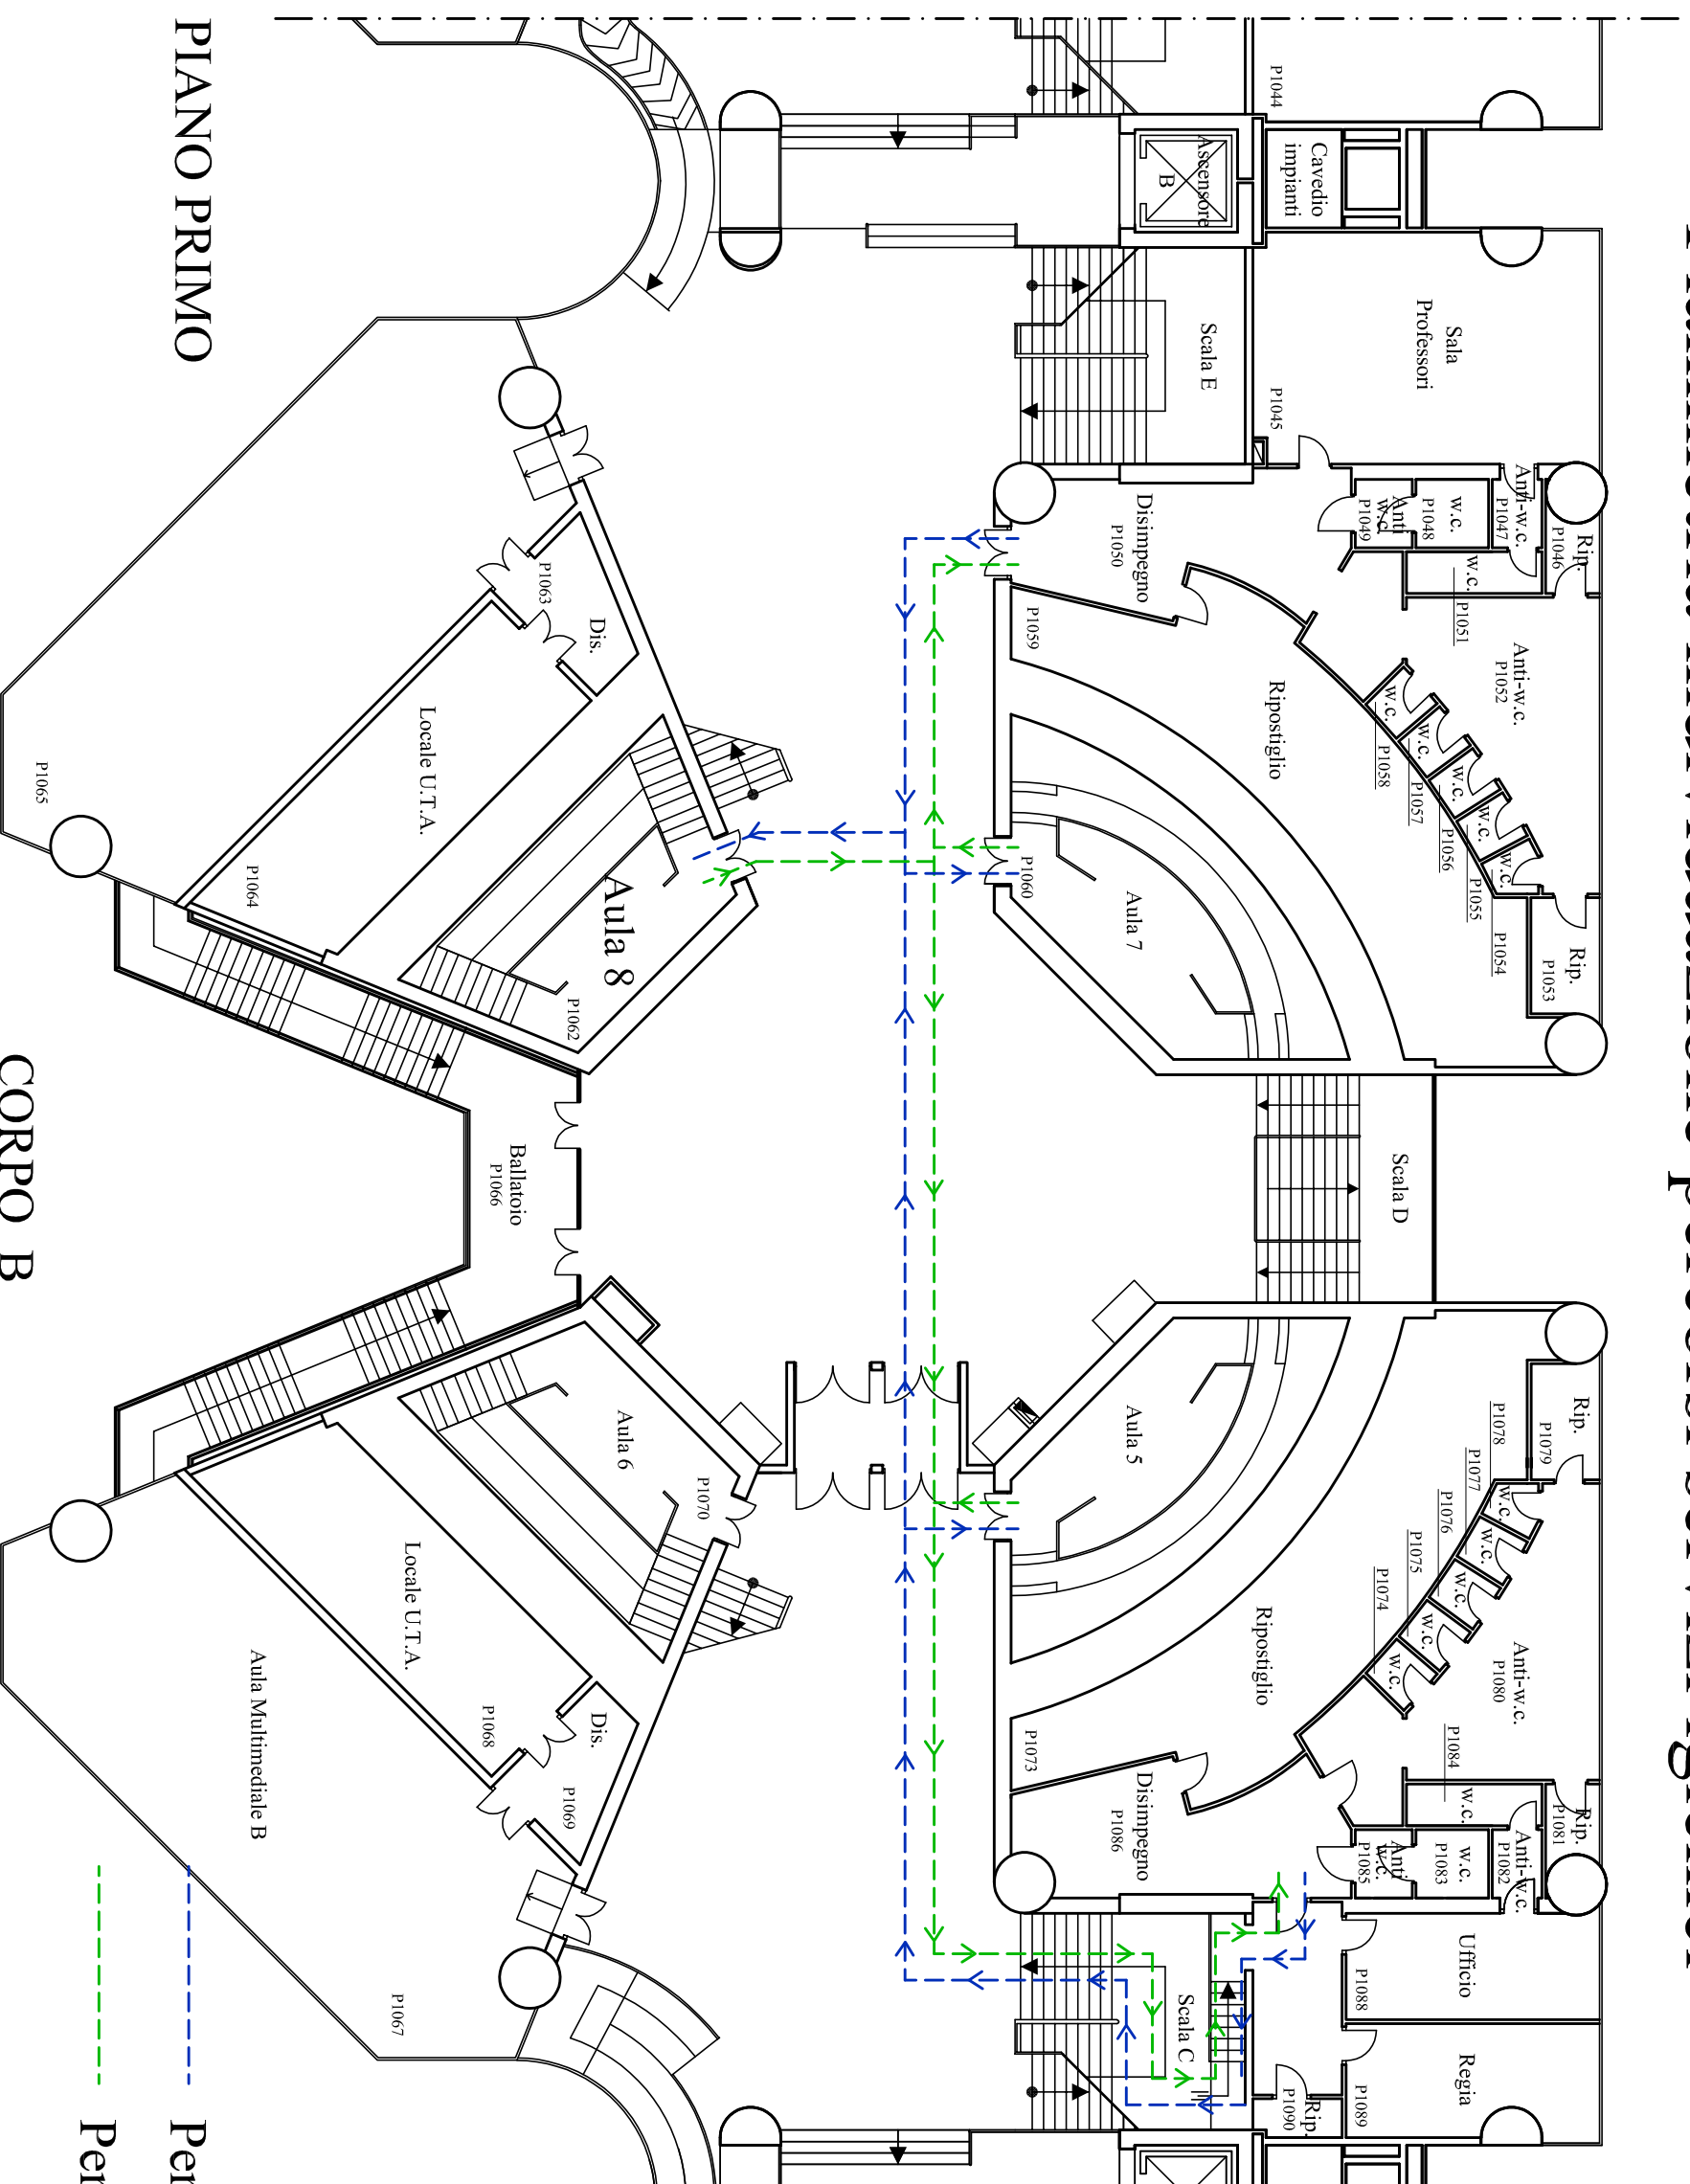 PIANO PRIMO
CORPO B
P1044
Cavedio
impianti
Ascensore
B
Sala
Professori
Scala E
P1045
Anti-w.c.
P1047
w.c.
P1048
Anti
w.c.
P1049
Rip.
P1046
w.c.
P1051
Disimpegno
P1050
Anti-w.c.
P1052
P1059
Ripostiglio
w.c.
P1058
w.c.
P1057
w.c.
P1056
w.c.
P1055
w.c.
P1054
Rip.
P1053
P1060
Aula 7
Dis.
P1063
Locale U.T.A.
P1064
P1065
Aula 8
P1062
Ballatoio
P1066
Scala D
Rip.
P1079
P1078
P1077
P1076
P1075
P1074
w.c.
w.c.
w.c.
w.c.
w.c.
Aula 5
Aula 6
P1070
Ripostiglio
Anti-w.c.
P1080
P1084
w.c.
Rip.
P1081
Anti-w.c.
P1082
w.c.
P1083
Anti
w.c.
P1085
P1073
Disimpegno
P1086
Locale U.T.A.
P1068
Dis.
P1069
Aula Multimediale B
P1067
Ufficio
P1088
Scala C
Regia
P1089
Rip.
P1090
Per
Per